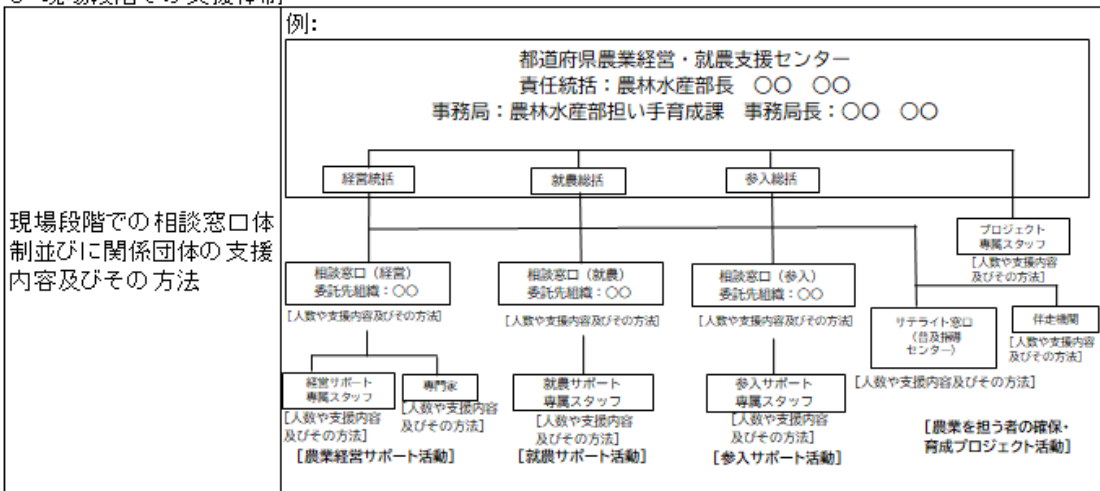 現場段階での支援体制
現場段階での相談窓口体
制並びに関係団体の支援
内容及びその方法
例:
都道府県農業経営・就農支援センター
責任統括：農林水産部長　〇〇　〇〇
事務局：農林水産部担い手育成課　事務局長：〇〇　〇〇
経営統括
就農総括
参入総括
プロジェクト
専属スタッフ
[人数や支援内容
及びその方法]
相談窓口（経営）
委託先組織：〇〇
[人数や支援内容及びその方法]
相談窓口（就農）
委託先組織：〇〇
[人数や支援内容及びその方法]
相談窓口（参入）
委託先組織：〇〇
[人数や支援内容及びその方法]
サテライト窓口
（普及指導
センター）
[人数や支援内容及びその方法]
伴走機関
[人数や支援内容
及びその方法]
経営サポート
専属スタッフ
[人数や支援内容
及びその方法]
専門家
[人数や支援内容
及びその方法]
就農サポート
専属スタッフ
[人数や支援内容
及びその方法]
参入サポート
専属スタッフ
[人数や支援内容
及びその方法]
[農業経営サポート活動]
[就農サポート活動]
[参入サポート活動]
[農業を担う者の確保・
育成プロジェクト活動]